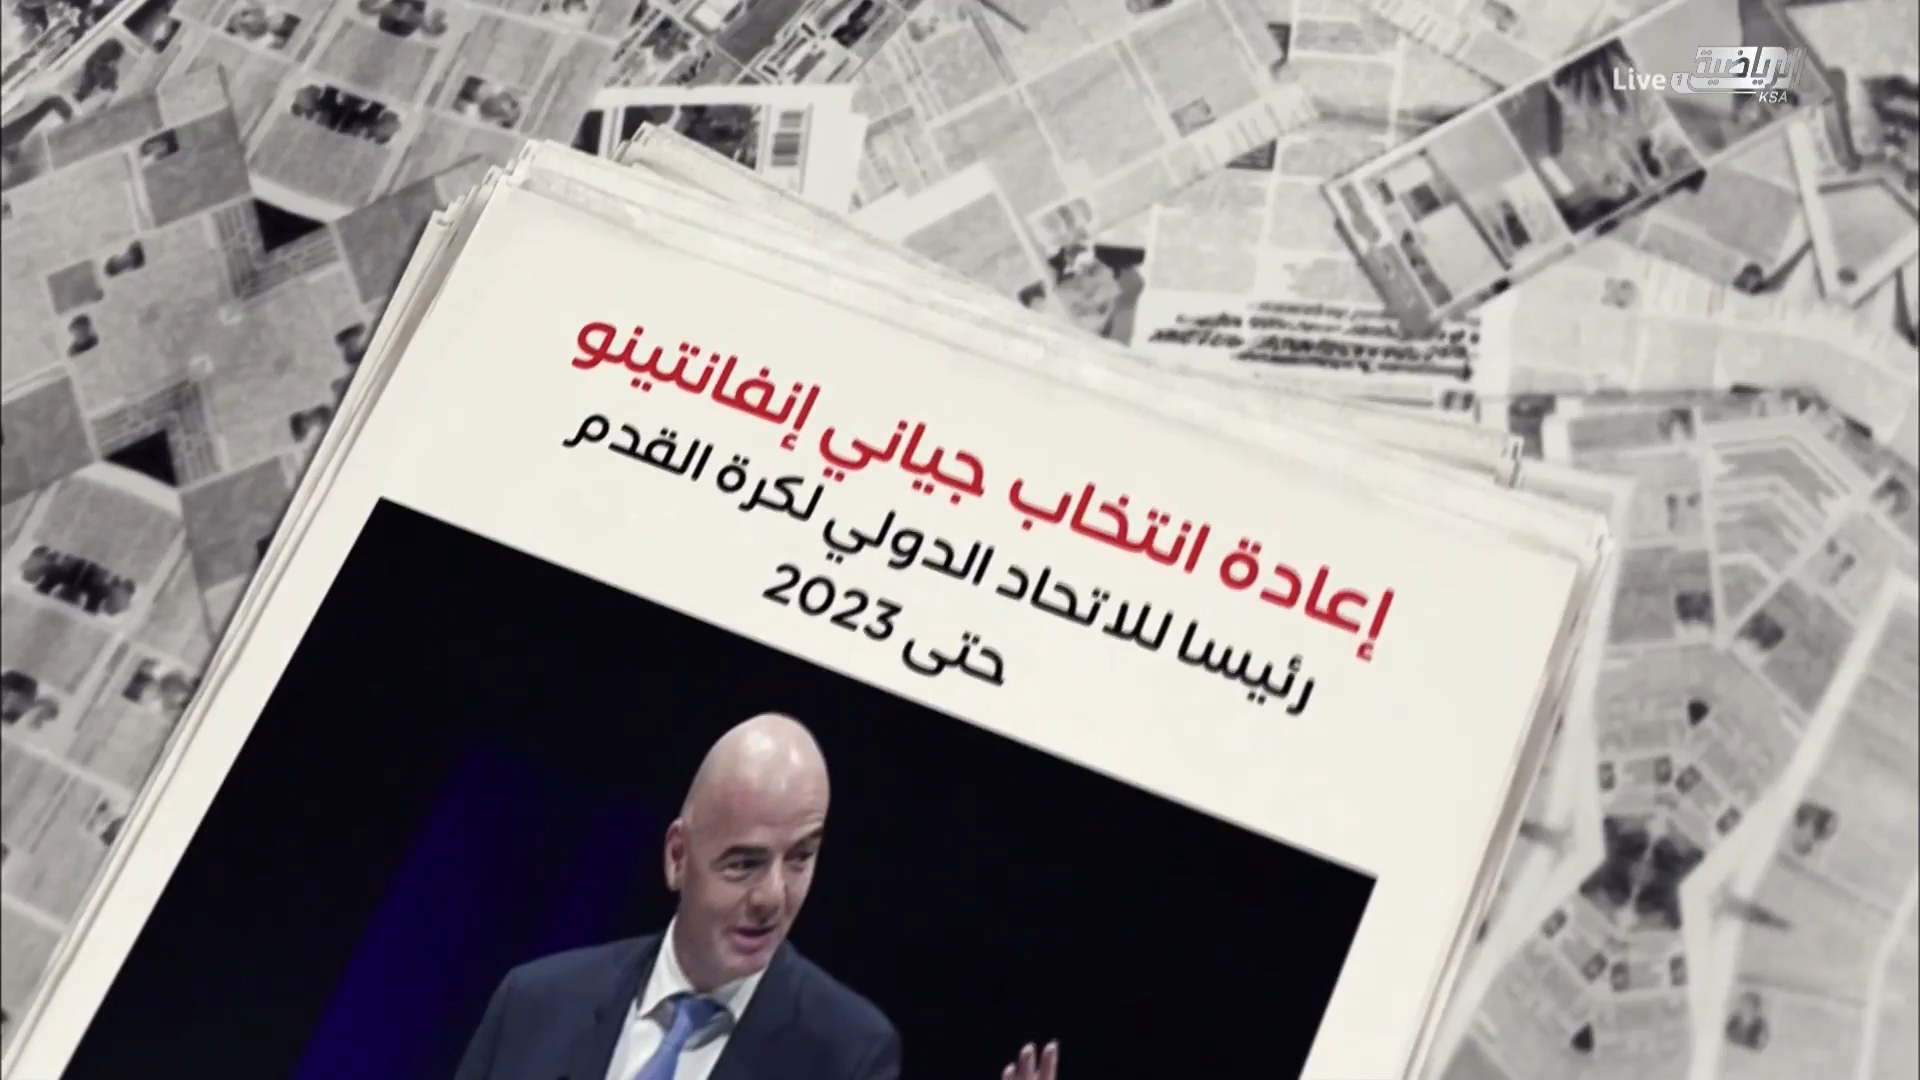 Live الرياضية
KSA
إعادة انتخاب جياني إنفانتينو
رئيسا للاتحاد الدولي لكرة القدم
حتى 2023